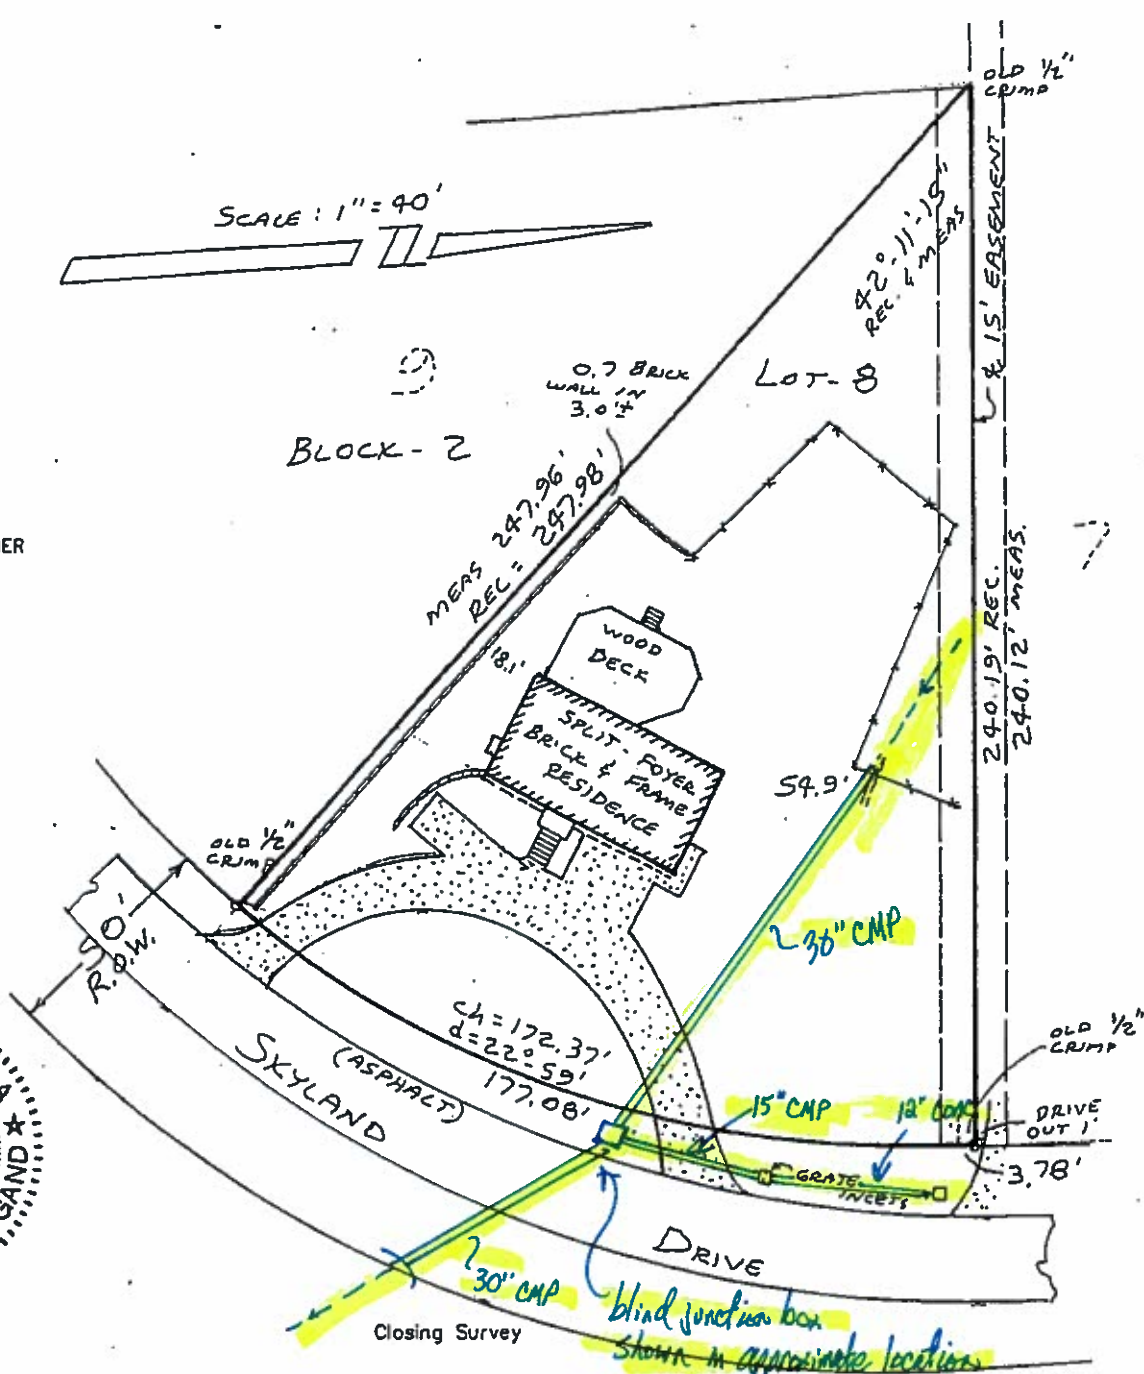 OLD 1/2"
CRIMP
SCALE: 1"=40'
42°-11'-15"
REC. & MEAS
℄ 15' EASEMENT
9
0.7 BRICK
WALL IN
3.0'±
LOT-8
BLOCK-2
MEAS 247.96'
REC = 247.98'
ER
7
240.19' REC.
240.12' MEAS.
WOOD
DECK
18.1'
SPLIT-FOYER
BRICK & FRAME
RESIDENCE
54.9'
OLD 1/2"
CRIMP
0'
R.O.W.
30" CMP
ch=172.37'
d=22°-59'
177.08'
(ASPHALT)
SKYLAND
OLD 1/2"
CRIMP
15" CMP
12" CONC
DRIVE
OUT 1'
3.78'
GRATE
INLETS
A ★
GAND ★
DRIVE
30" CMP
blind junction box
shown in approximate location
Closing Survey